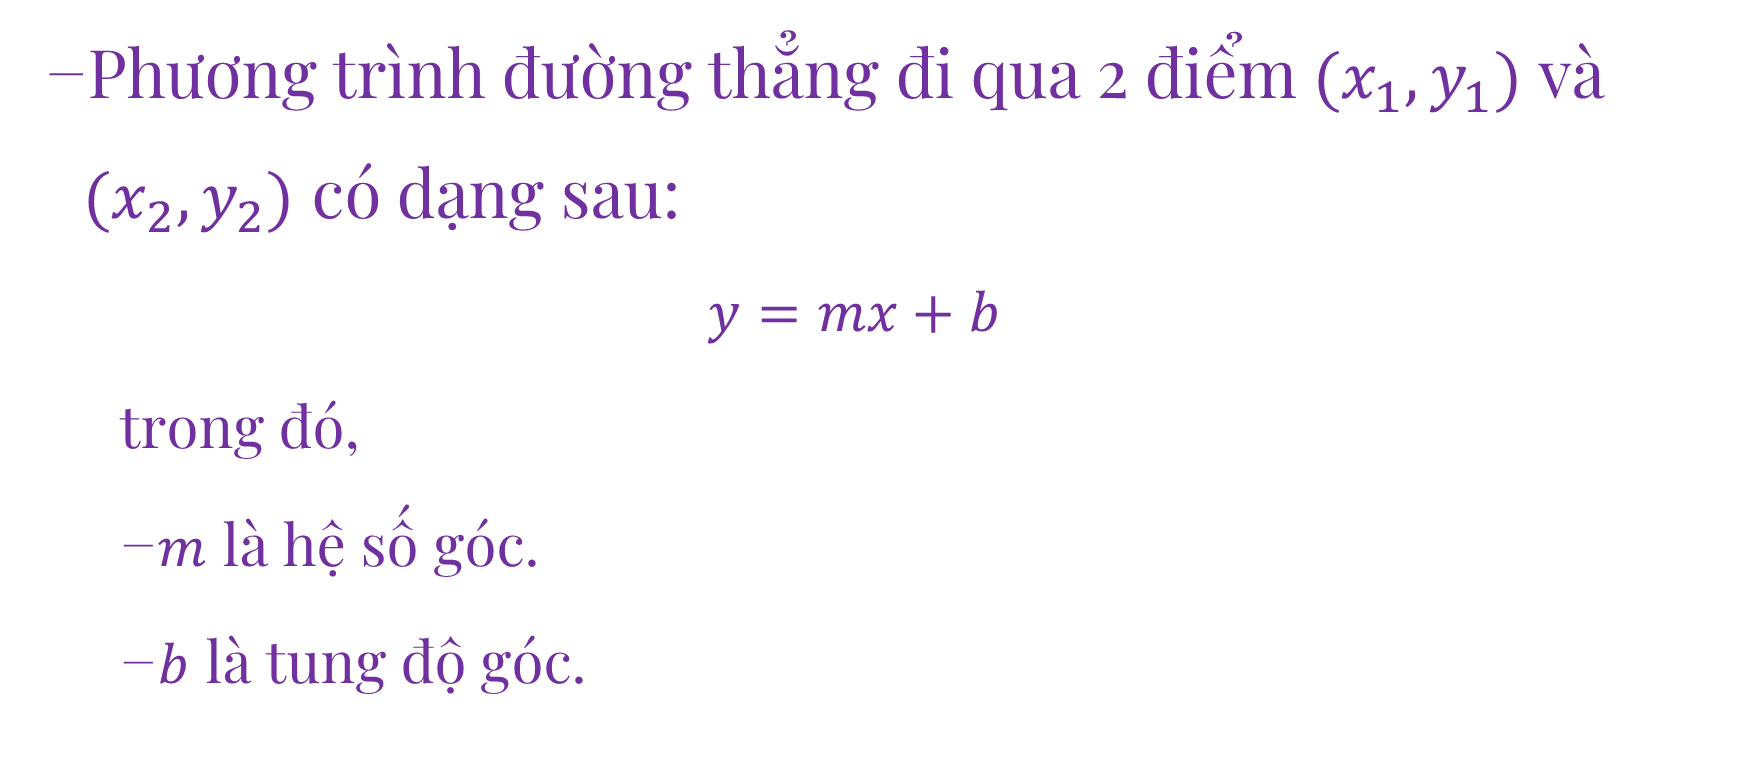 –Phương trình đường thẳng đi qua 2 điểm (x₁, y₁) và
(x₂, y₂) có dạng sau:
y = mx + b
trong đó,
–m là hệ số góc.
–b là tung độ góc.